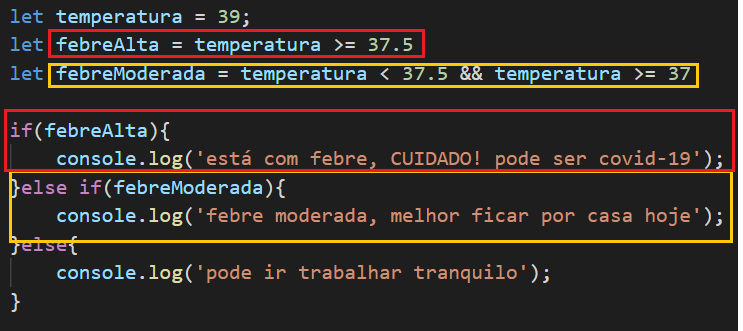 let temperatura = 39;
let febreAlta = temperatura >= 37.5
let febreModerada = temperatura < 37.5 && temperatura >= 37
if(febreAlta){
    console.log('está com febre, CUIDADO! pode ser covid-19');
}else if(febreModerada){
    console.log('febre moderada, melhor ficar por casa hoje');
}else{
    console.log('pode ir trabalhar tranquilo');
}